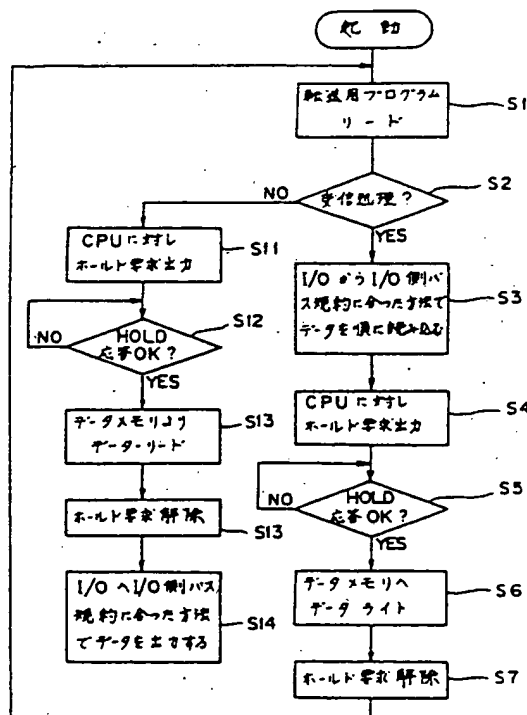 起動
転送用プログラム
リード
S1
受信処理?
S2
NO
YES
CPUに対し
ホールド要求出力
S11
I/OからI/O側バ
ス規約に合った方法で
データを順に読み込む
S3
HOLD
応答OK?
S12
NO
YES
CPUに対し
ホールド要求出力
S4
データメモリより
データーリード
S13
HOLD
応答OK?
S5
NO
YES
ホールド要求解除
S13
データメモリへ
データライト
S6
I/OへI/O側バス
規約に合った方法
でデータを出力する
S14
ホールド要求解除
S7